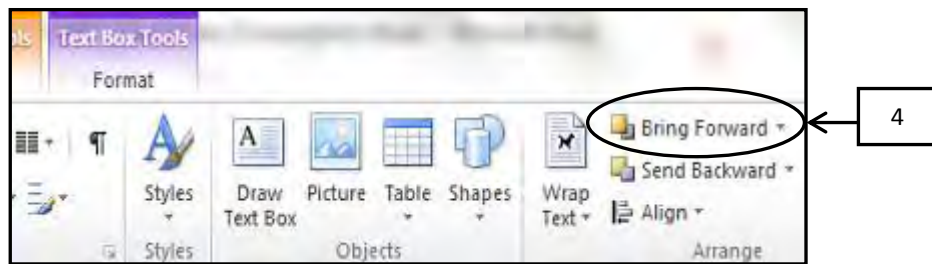 ols Text Box Tools
Format
Bring Forward
4
Send Backward
Styles Draw Text Box Picture Table Shapes Wrap Text
Align
Styles Objects Arrange